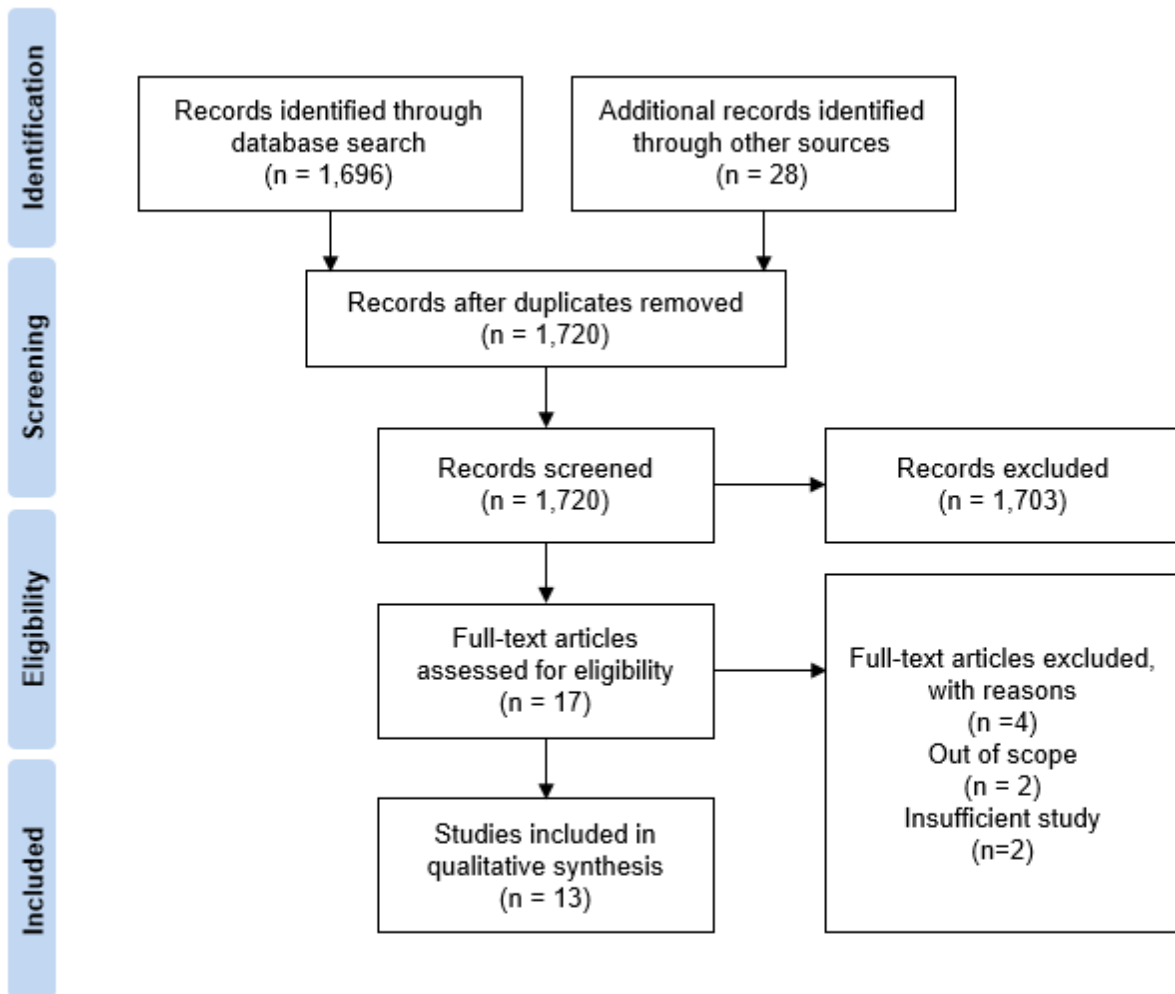 Identification
Records identified through
database search
(n = 1,696)
Additional records identified
through other sources
(n = 28)
Screening
Records after duplicates removed
(n = 1,720)
Records screened
(n = 1,720)
Records excluded
(n = 1,703)
Eligibility
Full-text articles
assessed for eligibility
(n = 17)
Full-text articles excluded,
with reasons
(n =4)
Out of scope
(n = 2)
Insufficient study
(n=2)
Included
Studies included in
qualitative synthesis
(n = 13)